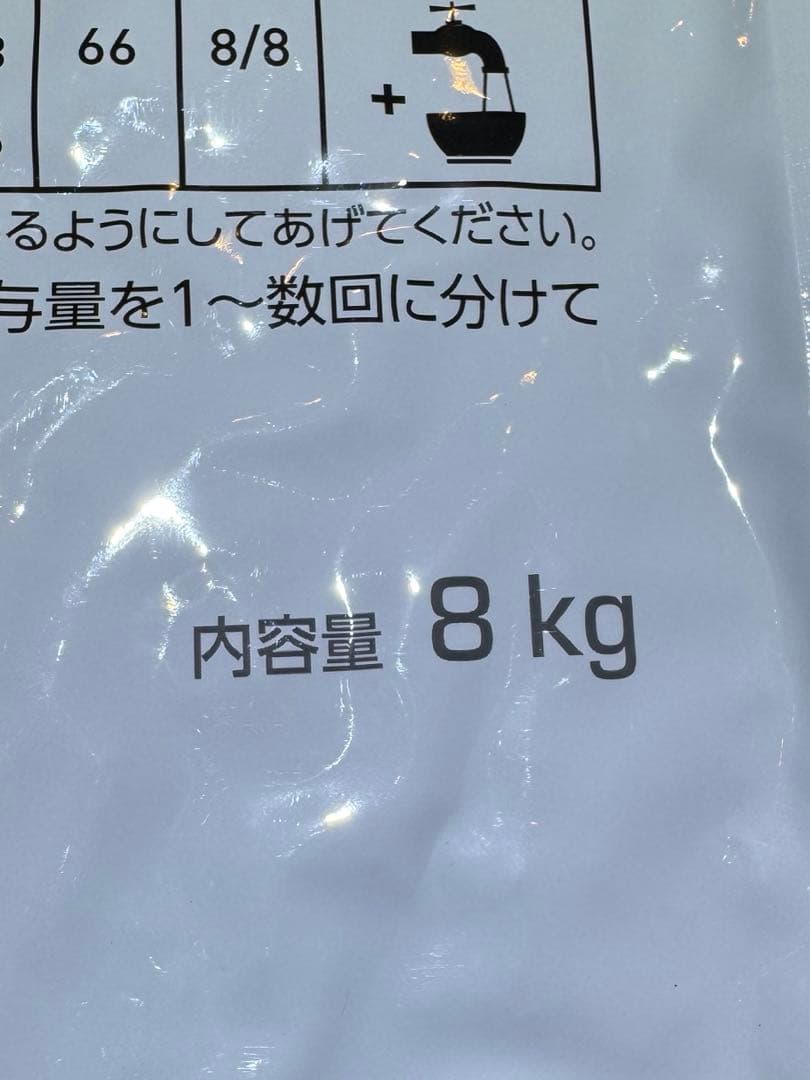 66 8/8 +
るようにしてあげてください。
与量を1～数回に分けて
内容量 8 kg